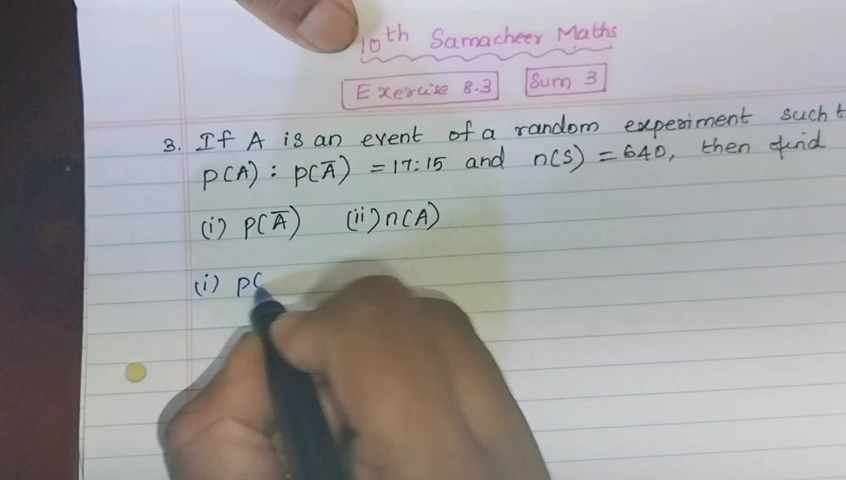 10th Samacheer Maths
Exercise 8.3 Sum 3
3. If A is an event of a random experiment such
P(A) : P(A̅) = 17:15 and n(S) = 640, then find
(i) P(A̅) (ii) n(A)
(i) P(